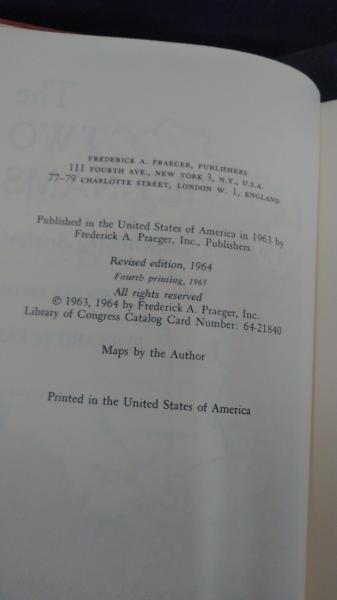 The
TWO
FREDERICK A. PRAEGER, PUBLISHERS
111 FOURTH AVE., NEW YORK 3, N.Y., U.S.A.
77–79 CHARLOTTE STREET, LONDON W. 1, ENGLAND
Published in the United States of America in 1963 by
Frederick A. Praeger, Inc., Publishers
Revised edition, 1964
Fourth printing, 1965
All rights reserved
© 1963, 1964 by Frederick A. Praeger, Inc.
Library of Congress Catalog Card Number: 64-21840
Maps by the Author
Printed in the United States of America